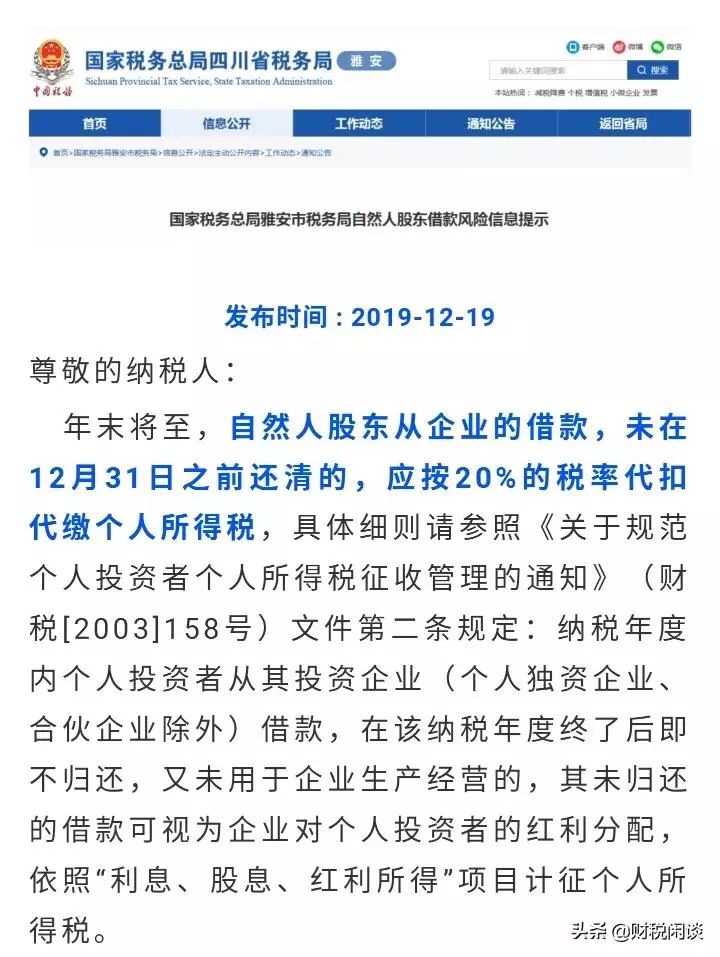 国家税务总局四川省税务局
雅安
Sichuan Provincial Tax Service, State Taxation Administration
中国税务
客户端 微博 微信
请输入关键词搜索
搜索
本站热词: 减税降费 个税 增值税 小微企业 发票
首页 信息公开 工作动态 通知公告 返回省局
首页>国家税务局雅安市税务局>信息公开>法定主动公开内容>工作动态>通知公告
国家税务总局雅安市税务局自然人股东借款风险信息提示
发布时间:2019-12-19
尊敬的纳税人:
年末将至,自然人股东从企业的借款,未在
12月31日之前还清的,应按20%的税率代扣
代缴个人所得税,具体细则请参照《关于规范
个人投资者个人所得税征收管理的通知》(财
税[2003]158号)文件第二条规定:纳税年度
内个人投资者从其投资企业(个人独资企业、
合伙企业除外)借款,在该纳税年度终了后即
不归还,又未用于企业生产经营的,其未归还
的借款可视为企业对个人投资者的红利分配,
依照“利息、股息、红利所得”项目计征个人所
得税。
头条 @财税闲谈